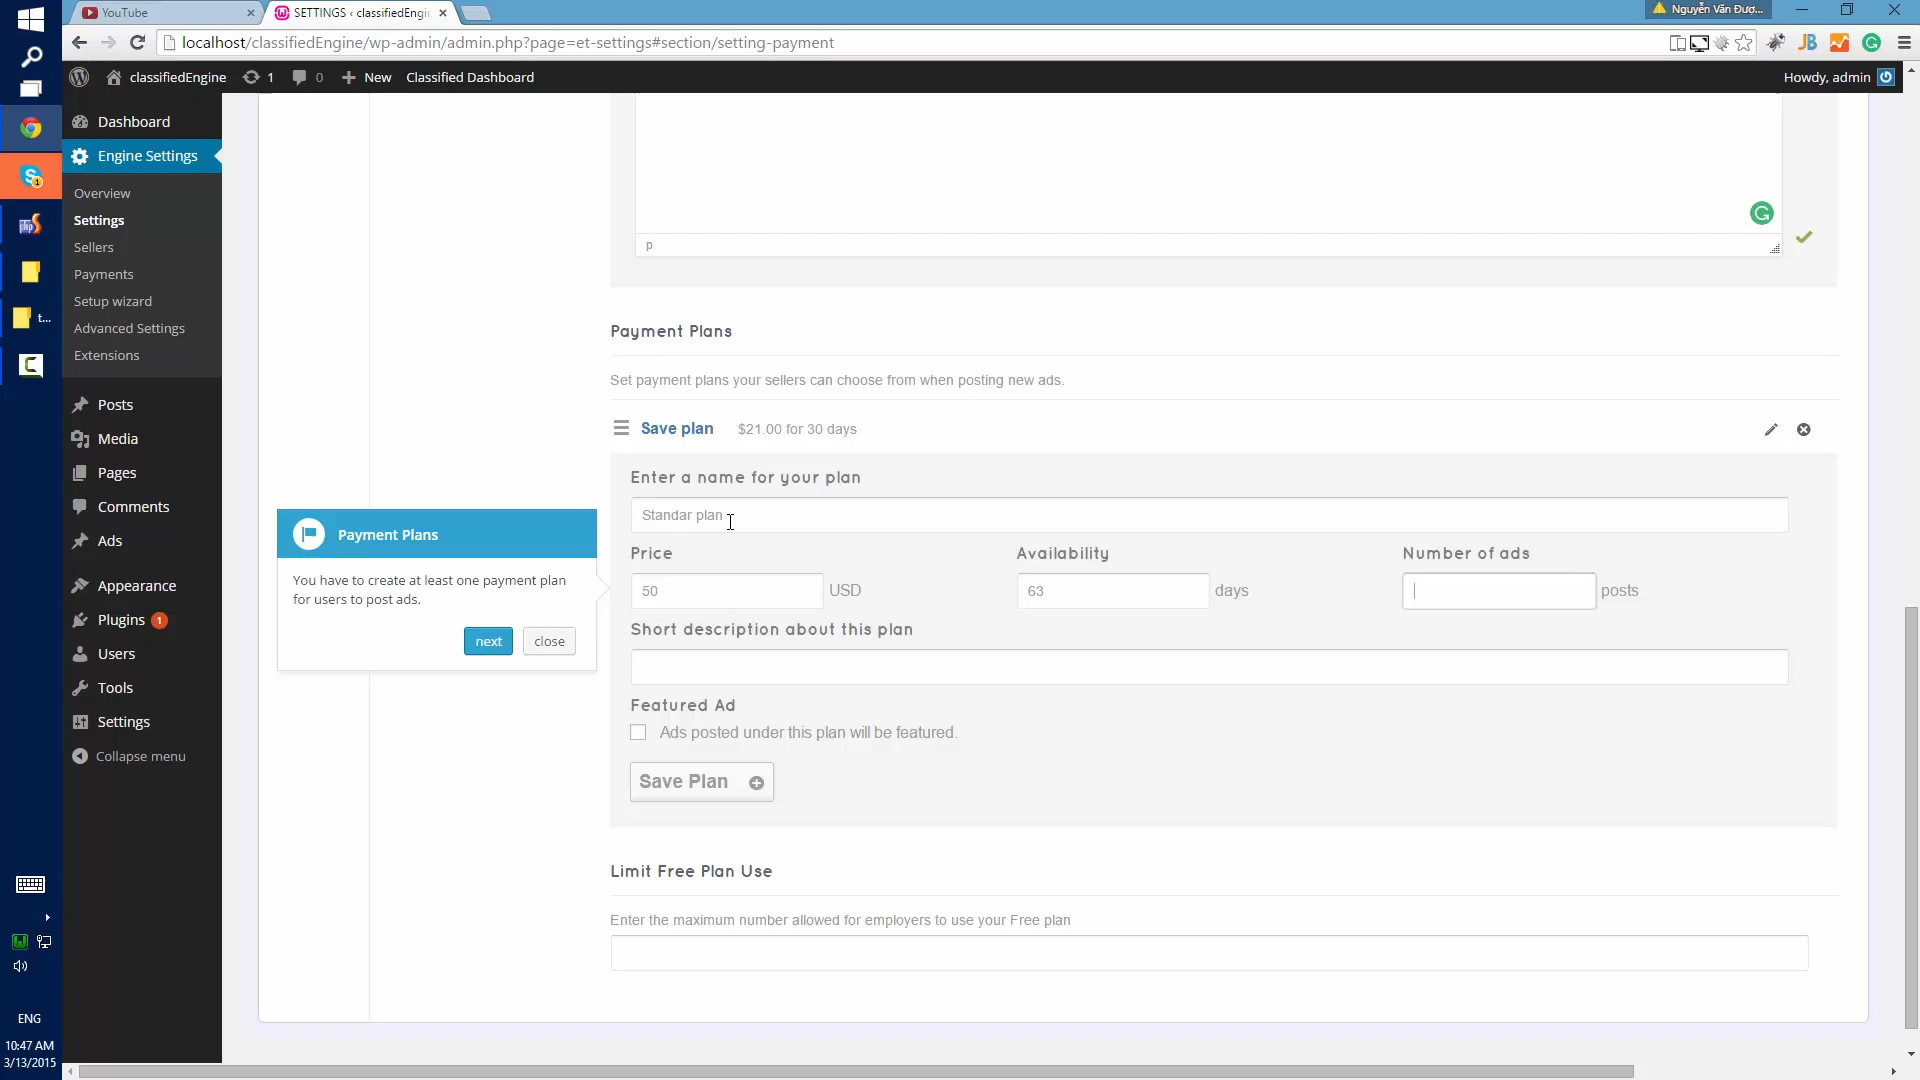 YouTube
SETTINGS ‹ classifiedEngin
Nguyễn Văn Đượ...
localhost/classifiedEngine/wp-admin/admin.php?page=et-settings#section/setting-payment
JB
classifiedEngine 1 0 New Classified Dashboard
Howdy, admin
Dashboard
Engine Settings
Overview
Settings
Sellers
Payments
Setup wizard
Advanced Settings
Extensions
Posts
Media
Pages
Comments
Ads
Appearance
Plugins 1
Users
Tools
Settings
Collapse menu
t...
ENG
10:47 AM
3/13/2015
p
Payment Plans
Set payment plans your sellers can choose from when posting new ads.
Save plan $21.00 for 30 days
Enter a name for your plan
Standar plan
Price Availability Number of ads
50 USD 63 days posts
Short description about this plan
Featured Ad
Ads posted under this plan will be featured.
Save Plan
Payment Plans
You have to create at least one payment plan
for users to post ads.
next close
Limit Free Plan Use
Enter the maximum number allowed for employers to use your Free plan